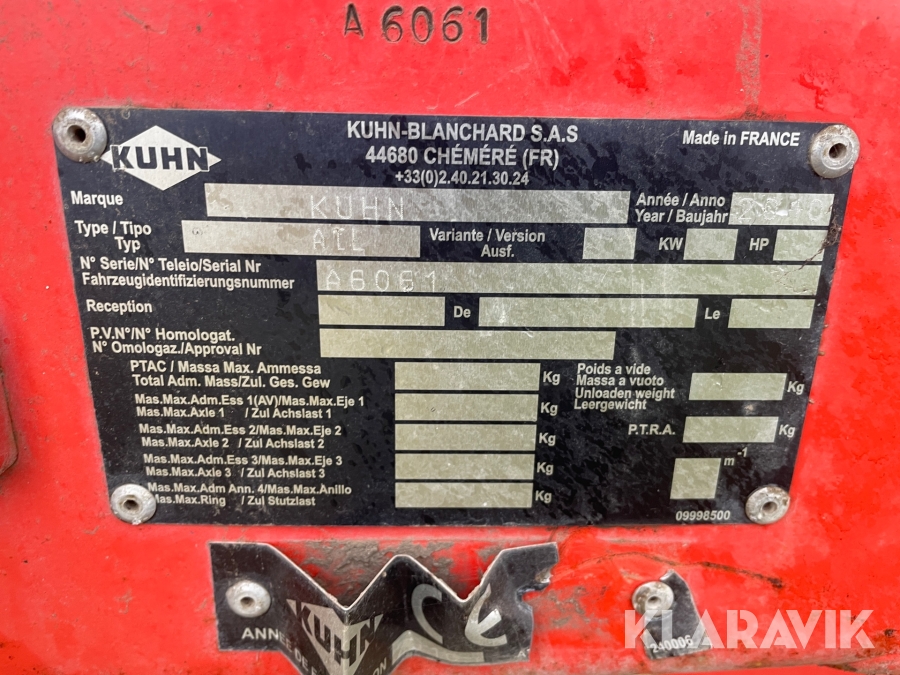 A 6061
KUHN
KUHN-BLANCHARD S.A.S
44680 CHÉMÉRÉ (FR)
+33(0)2.40.21.30.24
Made in FRANCE
Marque KUHN
Année / Anno
Year / Baujahr 2010
Type / Tipo
Typ AIL
Variante / Version
Ausf.
KW HP
N° Serie/N° Teleio/Serial Nr
Fahrzeugidentifizierungsnummer A6061
Reception De Le
P.V.N°/N° Homologat.
N° Omologaz./Approval Nr
PTAC / Massa Max. Ammessa
Total Adm. Mass/Zul. Ges. Gew Kg
Mas.Max.Adm.Ess 1(AV)/Mas.Max.Eje 1
Mas.Max.Axle 1 / Zul Achslast 1 Kg
Mas.Max.Adm.Ess 2/Mas.Max.Eje 2
Mas.Max.Axle 2 / Zul Achslast 2 Kg
Mas.Max.Adm.Ess 3/Mas.Max.Eje 3
Mas.Max.Axle 3 / Zul Achslast 3 Kg
Mas.Max.Adm Ann. 4/Mas.Max.Anillo
Mas.Max.Ring / Zul Stutzlast Kg
Poids a vide
Massa a vuoto
Unloaden weight
Leergewicht Kg
P.T.R.A. Kg
m-1
09998500
KUHN
CE
KLARAVIK